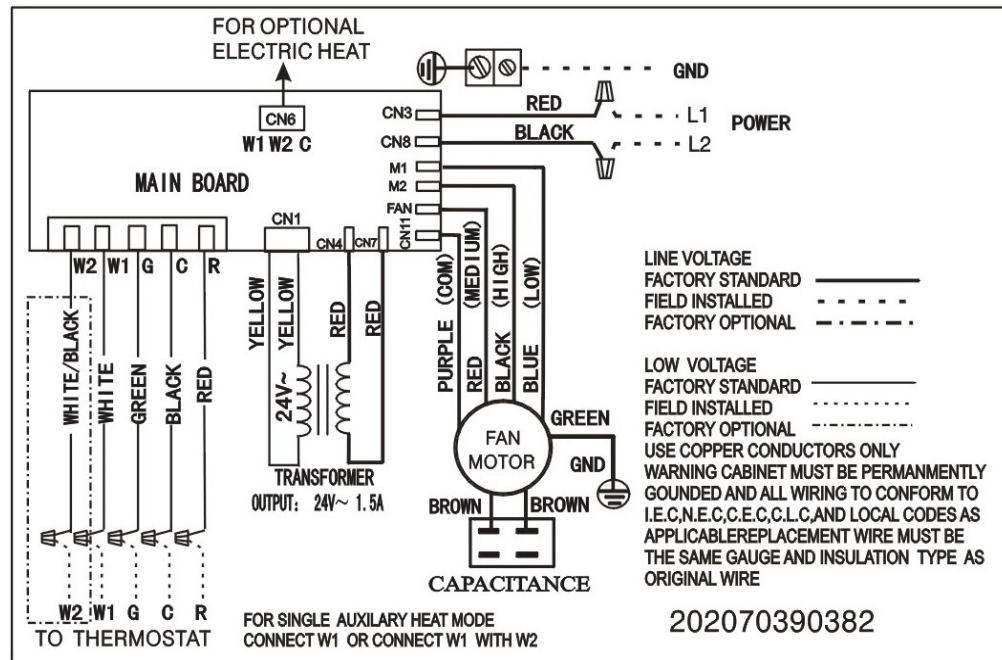 FOR OPTIONAL
ELECTRIC HEAT
GND
CN3
RED
L1
POWER
CN6
W1 W2 C
CN8
BLACK
L2
M1
MAIN BOARD
M2
FAN
CN1
CN4
CN7
CN11
W2 W1 G C R
WHITE/BLACK
WHITE
GREEN
BLACK
RED
YELLOW
YELLOW
RED
RED
24V~
TRANSFORMER
OUTPUT: 24V~ 1.5A
PURPLE (COM)
RED (MEDIUM)
BLACK (HIGH)
BLUE (LOW)
FAN
MOTOR
GREEN
GND
BROWN
BROWN
CAPACITANCE
LINE VOLTAGE
FACTORY STANDARD
FIELD INSTALLED
FACTORY OPTIONAL
LOW VOLTAGE
FACTORY STANDARD
FIELD INSTALLED
FACTORY OPTIONAL
USE COPPER CONDUCTORS ONLY
WARNING CABINET MUST BE PERMANMENTLY
GOUNDED AND ALL WIRING TO CONFORM TO
I.E.C,N.E.C,C.E.C,C.L.C,AND LOCAL CODES AS
APPLICABLEREPLACEMENT WIRE MUST BE
THE SAME GAUGE AND INSULATION TYPE AS
ORIGINAL WIRE
W2 W1 G C R
TO THERMOSTAT
FOR SINGLE AUXILARY HEAT MODE
CONNECT W1 OR CONNECT W1 WITH W2
202070390382